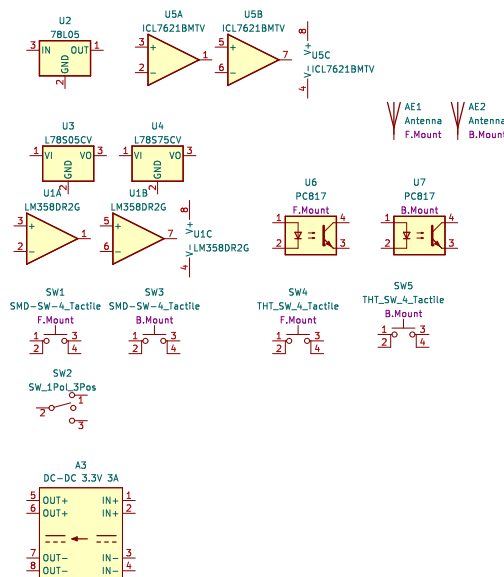 U2
78L05
3 IN OUT 1
GND
2
U5A
ICL7621BMTV
3 +
2 −
1
U5B
ICL7621BMTV
5 +
6 −
7
8
V+
U5C
ICL7621BMTV
V−
4
AE1
Antenna
F.Mount
AE2
Antenna
B.Mount
U3
L78S05CV
1 VI VO 3
GND
2
U4
L78S75CV
1 VI VO 3
GND
2
U1A
LM358DR2G
3 +
2 −
1
U1B
LM358DR2G
5 +
6 −
7
8
V+
U1C
LM358DR2G
V−
4
U6
PC817
F.Mount
1 4
2 3
U7
PC817
B.Mount
1 4
2 3
SW1
SMD-SW-4_Tactile
F.Mount
1 3
2 4
SW3
SMD-SW-4_Tactile
B.Mount
1 3
2 4
SW4
THT_SW_4_Tactile
F.Mount
1 3
2 4
SW5
THT_SW_4_Tactile
B.Mount
1 3
2 4
SW2
SW_1Pol_3Pos
1
2
3
A3
DC-DC 3.3V 3A
5 OUT+ IN+ 1
6 OUT+ IN+ 2
7 OUT− IN− 3
8 OUT− IN− 4